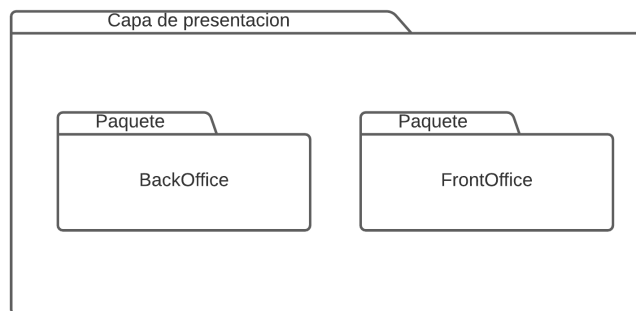 Capa de presentacion
Paquete
BackOffice
Paquete
FrontOffice